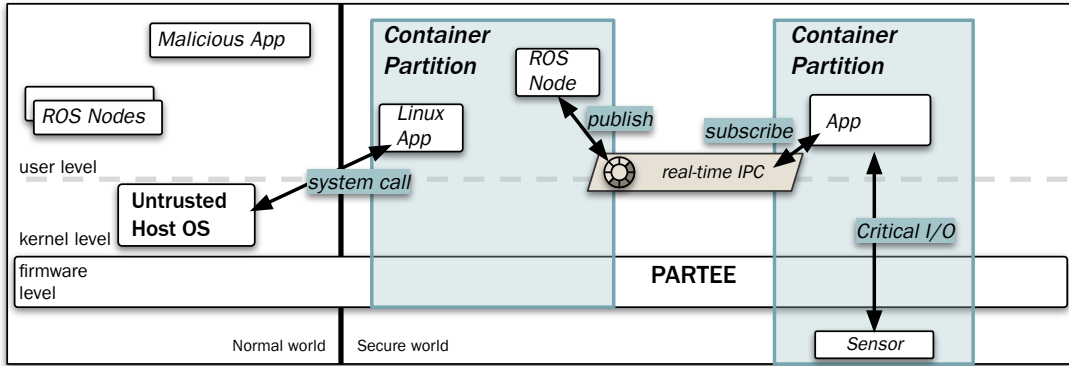 Malicious App
ROS Nodes
user level
Untrusted
Host OS
kernel level
firmware
level
Normal world
Container
Partition
ROS
Node
Linux
App
system call
publish
real-time IPC
subscribe
Container
Partition
App
Critical I/O
PARTEE
Sensor
Secure world